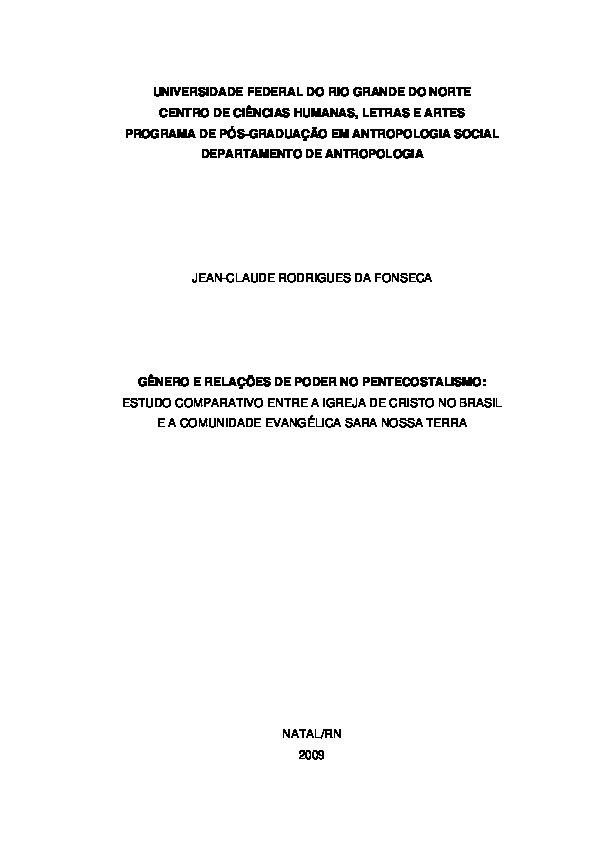 UNIVERSIDADE FEDERAL DO RIO GRANDE DO NORTE
CENTRO DE CIÊNCIAS HUMANAS, LETRAS E ARTES
PROGRAMA DE PÓS-GRADUAÇÃO EM ANTROPOLOGIA SOCIAL
DEPARTAMENTO DE ANTROPOLOGIA
JEAN-CLAUDE RODRIGUES DA FONSECA
GÊNERO E RELAÇÕES DE PODER NO PENTECOSTALISMO:
ESTUDO COMPARATIVO ENTRE A IGREJA DE CRISTO NO BRASIL
E A COMUNIDADE EVANGÉLICA SARA NOSSA TERRA
NATAL/RN
2009